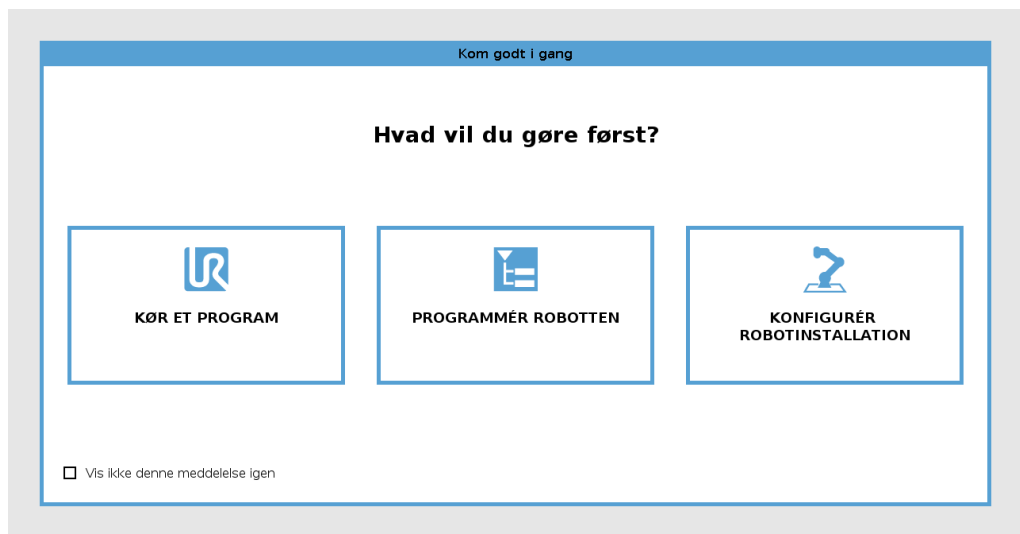 Kom godt i gang
Hvad vil du gøre først?
UR
KØR ET PROGRAM
PROGRAMMÉR ROBOTTEN
KONFIGURÉR
ROBOTINSTALLATION
Vis ikke denne meddelelse igen